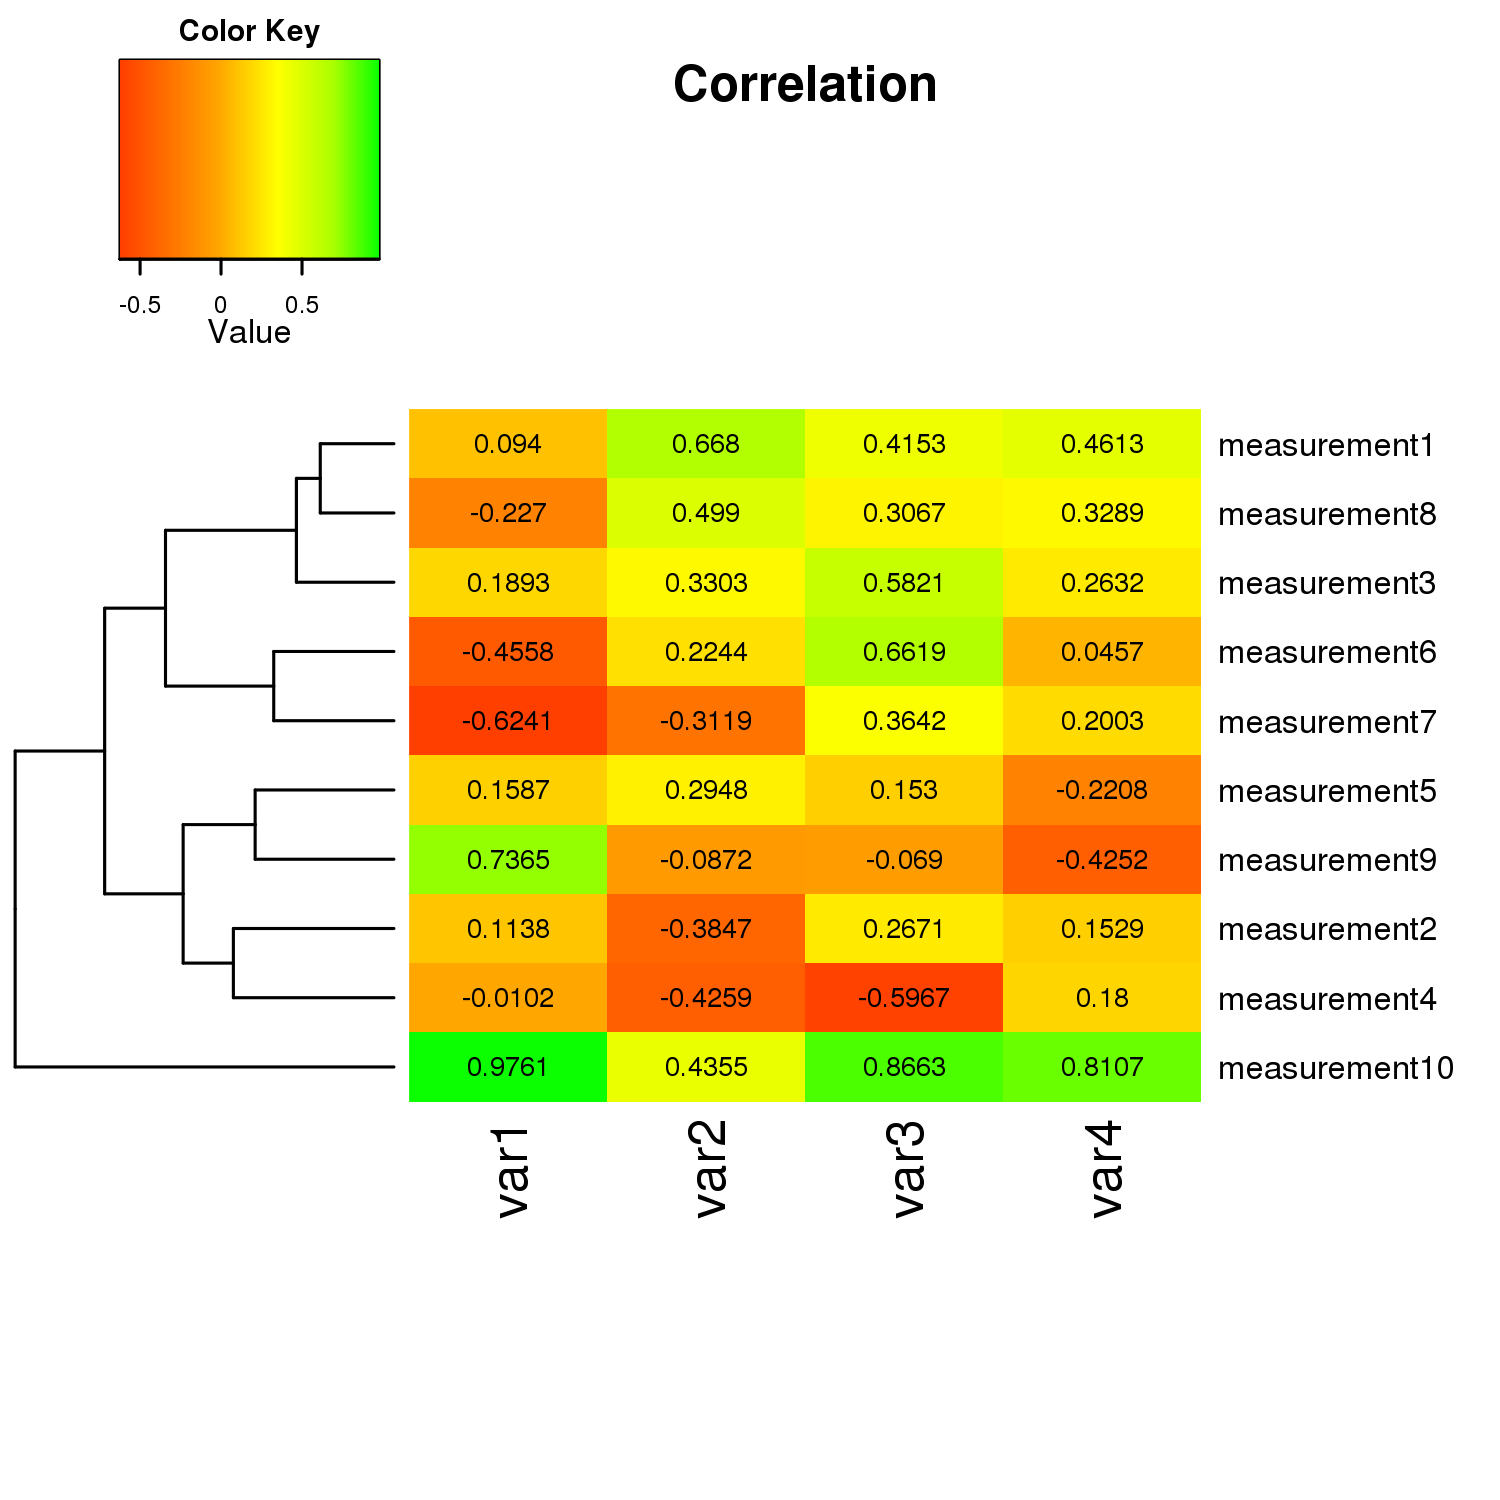 Color Key
Correlation
-0.5 0 0.5
Value
0.094 0.668 0.4153 0.4613 measurement1
-0.227 0.499 0.3067 0.3289 measurement8
0.1893 0.3303 0.5821 0.2632 measurement3
-0.4558 0.2244 0.6619 0.0457 measurement6
-0.6241 -0.3119 0.3642 0.2003 measurement7
0.1587 0.2948 0.153 -0.2208 measurement5
0.7365 -0.0872 -0.069 -0.4252 measurement9
0.1138 -0.3847 0.2671 0.1529 measurement2
-0.0102 -0.4259 -0.5967 0.18 measurement4
0.9761 0.4355 0.8663 0.8107 measurement10
var1 var2 var3 var4